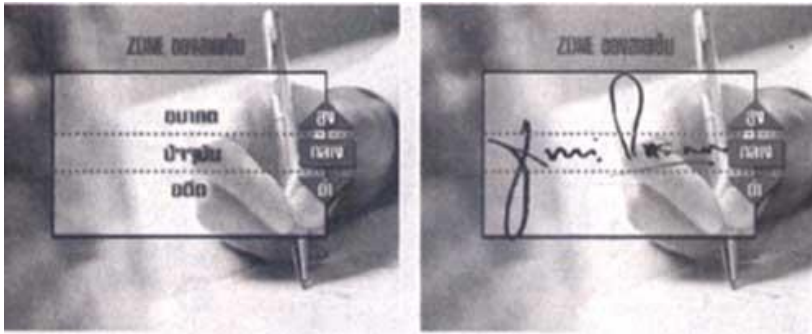 ZONE ของลายเซ็น
อนาคต
สูง
ปัจจุบัน
กลาง
อดีต
ต่ำ
ZONE ของลายเซ็น
สูง
กลาง
ต่ำ